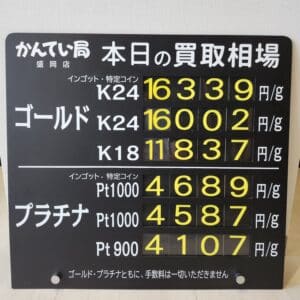 かんてい局 盛岡店 本日の買取相場
インゴット・特定コイン
K24 16339 円/g
ゴールド K24 16002 円/g
K18 11837 円/g
インゴット・特定コイン
Pt1000 4689 円/g
プラチナ Pt1000 4587 円/g
Pt900 4107 円/g
ゴールド・プラチナともに、手数料は一切いただきません